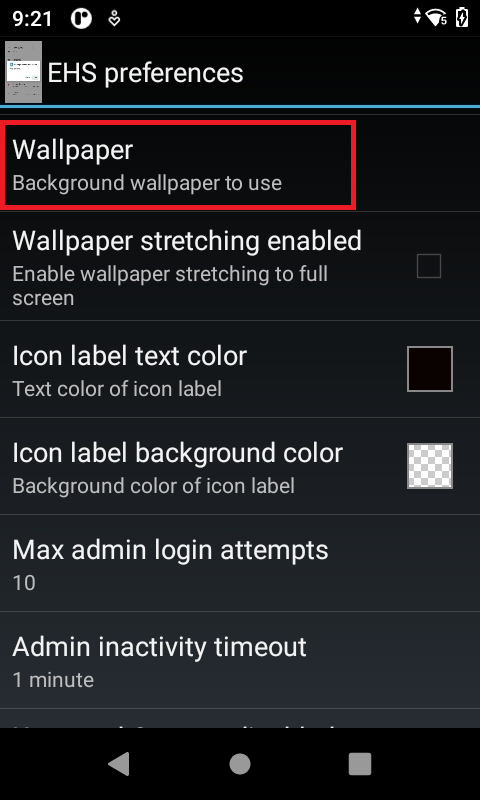 9:21
EHS preferences
Wallpaper
Background wallpaper to use
Wallpaper stretching enabled
Enable wallpaper stretching to full
screen
Icon label text color
Text color of icon label
Icon label background color
Background color of icon label
Max admin login attempts
10
Admin inactivity timeout
1 minute